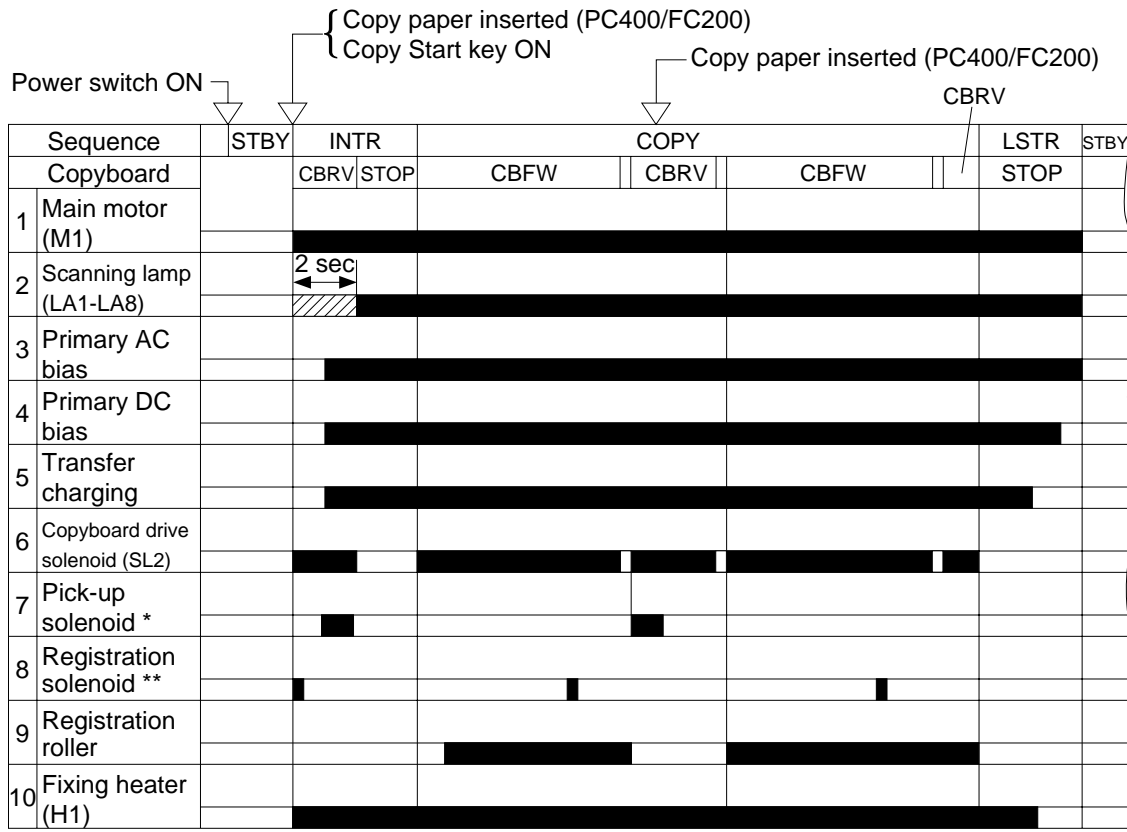 Copy paper inserted (PC400/FC200)
Copy Start key ON
Copy paper inserted (PC400/FC200)
Power switch ON
CBRV
Sequence STBY INTR COPY LSTR STBY
Copyboard CBRV STOP CBFW CBRV CBFW STOP
1 Main motor
(M1)
2 sec
2 Scanning lamp
(LA1-LA8)
3 Primary AC
bias
4 Primary DC
bias
5 Transfer
charging
6 Copyboard drive
solenoid (SL2)
7 Pick-up
solenoid *
8 Registration
solenoid **
9 Registration
roller
10 Fixing heater
(H1)